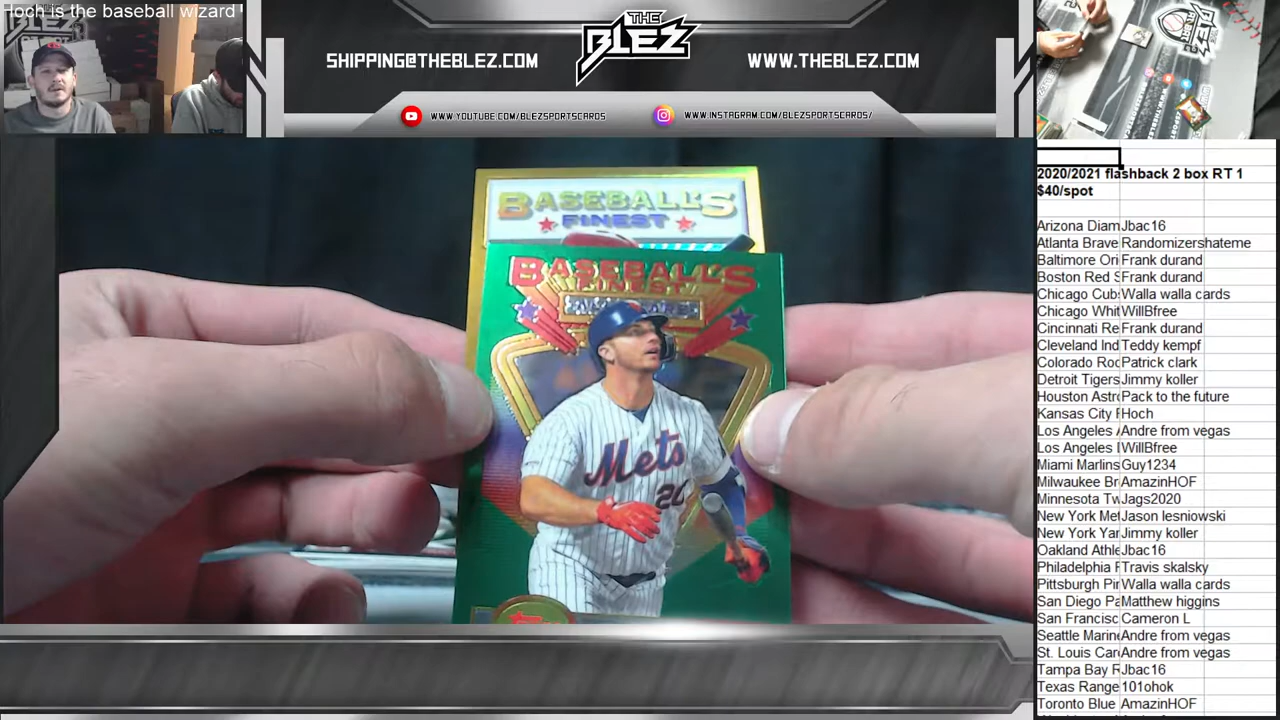 Hoch is the baseball wizard
THE
BLEZ
SHIPPING@THEBLEZ.COM
WWW.THEBLEZ.COM
WWW.YOUTUBE.COM/BLEZSPORTSCARDS
WWW.INSTAGRAM.COM/BLEZSPORTSCARDS/
BASEBALL'S
FINEST
BASEBALL'S
FINEST
Mets
20
2020/2021 flashback 2 box RT 1
$40/spot
Arizona Diam Jbac16
Atlanta Brave Randomizershateme
Baltimore Ori Frank durand
Boston Red S Frank durand
Chicago Cub Walla walla cards
Chicago Whit WillBfree
Cincinnati Re Frank durand
Cleveland Ind Teddy kempf
Colorado Roc Patrick clark
Detroit Tigers Jimmy koller
Houston Astr Pack to the future
Kansas City Hoch
Los Angeles Andre from vegas
Los Angeles WillBfree
Miami Marlins Guy1234
Milwaukee Br AmazinHOF
Minnesota Tw Jags2020
New York Met Jason lesniowski
New York Yan Jimmy koller
Oakland Athle Jbac16
Philadelphia Travis skalsky
Pittsburgh Pir Walla walla cards
San Diego Pa Matthew higgins
San Francisc Cameron L
Seattle Marine Andre from vegas
St. Louis Car Andre from vegas
Tampa Bay R Jbac16
Texas Range 101ohok
Toronto Blue AmazinHOF